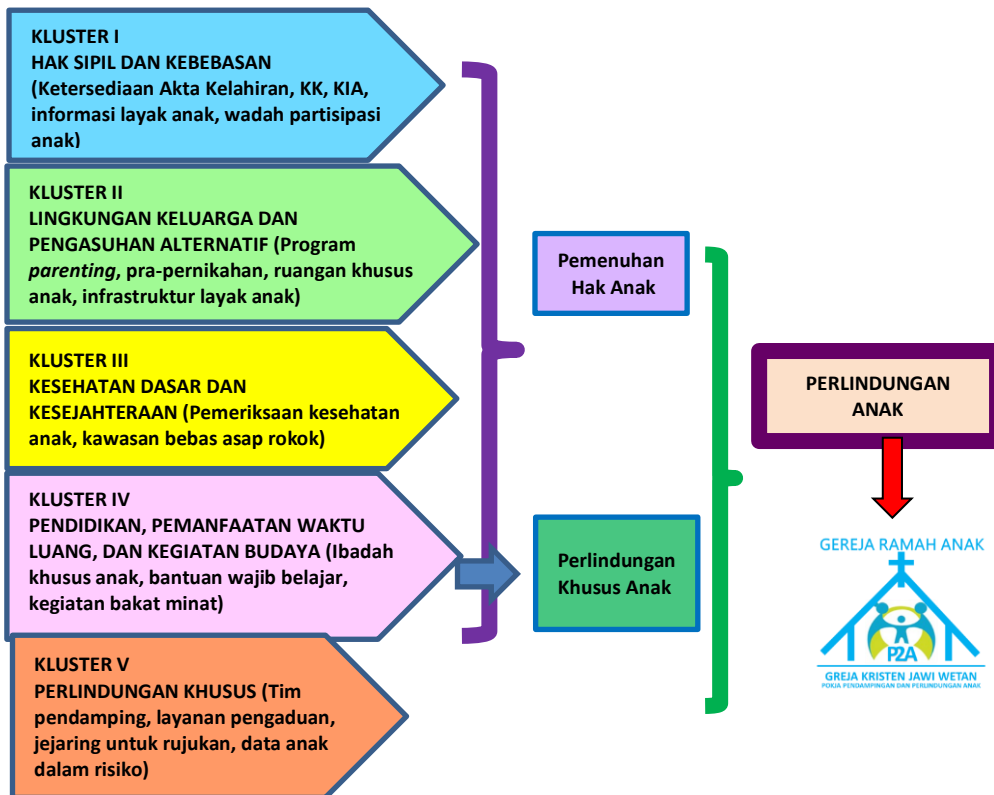 KLUSTER I
HAK SIPIL DAN KEBEBASAN
(Ketersediaan Akta Kelahiran, KK, KIA,
informasi layak anak, wadah partisipasi
anak)
KLUSTER II
LINGKUNGAN KELUARGA DAN
PENGASUHAN ALTERNATIF (Program
parenting, pra-pernikahan, ruangan khusus
anak, infrastruktur layak anak)
KLUSTER III
KESEHATAN DASAR DAN
KESEJAHTERAAN (Pemeriksaan kesehatan
anak, kawasan bebas asap rokok)
KLUSTER IV
PENDIDIKAN, PEMANFAATAN WAKTU
LUANG, DAN KEGIATAN BUDAYA (Ibadah
khusus anak, bantuan wajib belajar,
kegiatan bakat minat)
KLUSTER V
PERLINDUNGAN KHUSUS (Tim
pendamping, layanan pengaduan,
jejaring untuk rujukan, data anak
dalam risiko)
Pemenuhan
Hak Anak
Perlindungan
Khusus Anak
PERLINDUNGAN
ANAK
GEREJA RAMAH ANAK
P2A
GREJA KRISTEN JAWI WETAN
POKJA PENDAMPINGAN DAN PERLINDUNGAN ANAK